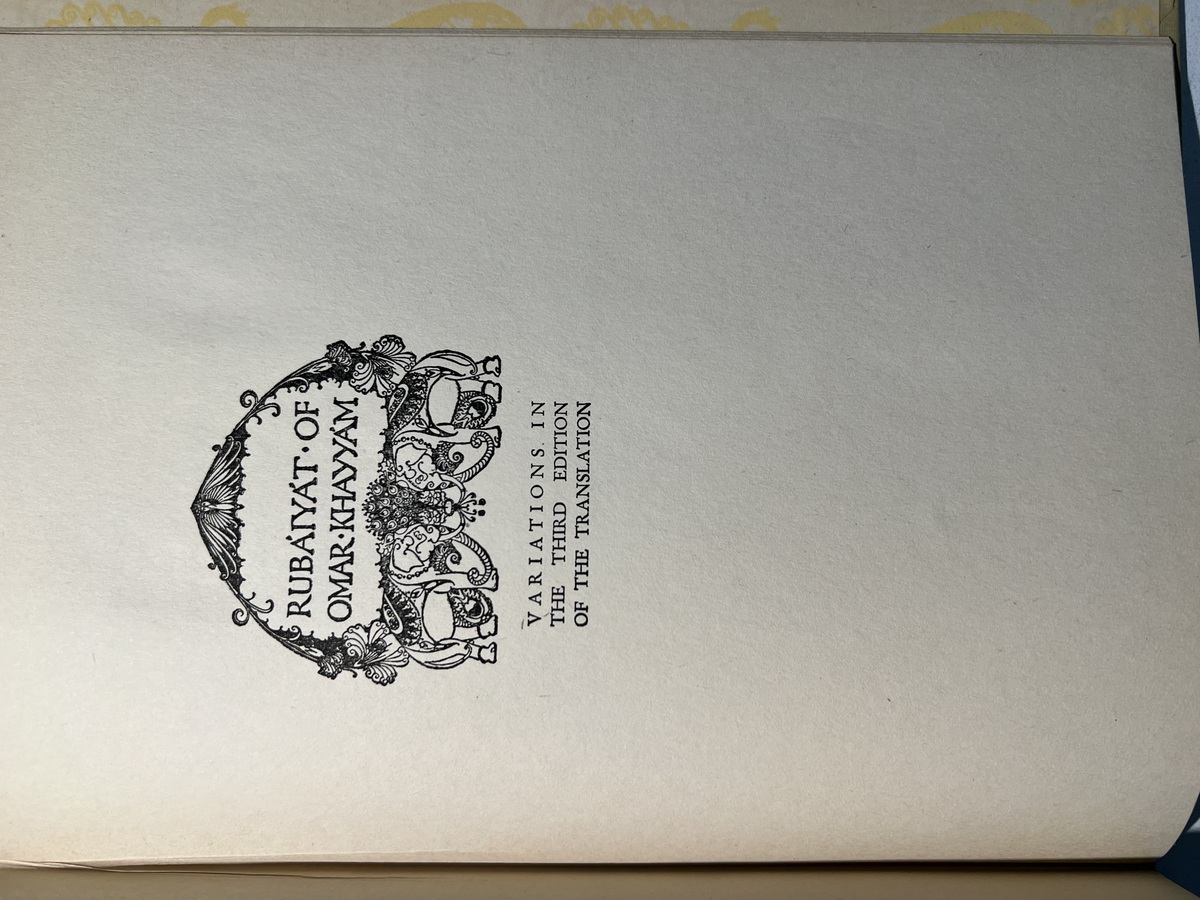 RUBÁIYÁT·OF
OMAR·KHAYYÁM
VARIATIONS. IN
THE THIRD EDITION
OF THE TRANSLATION